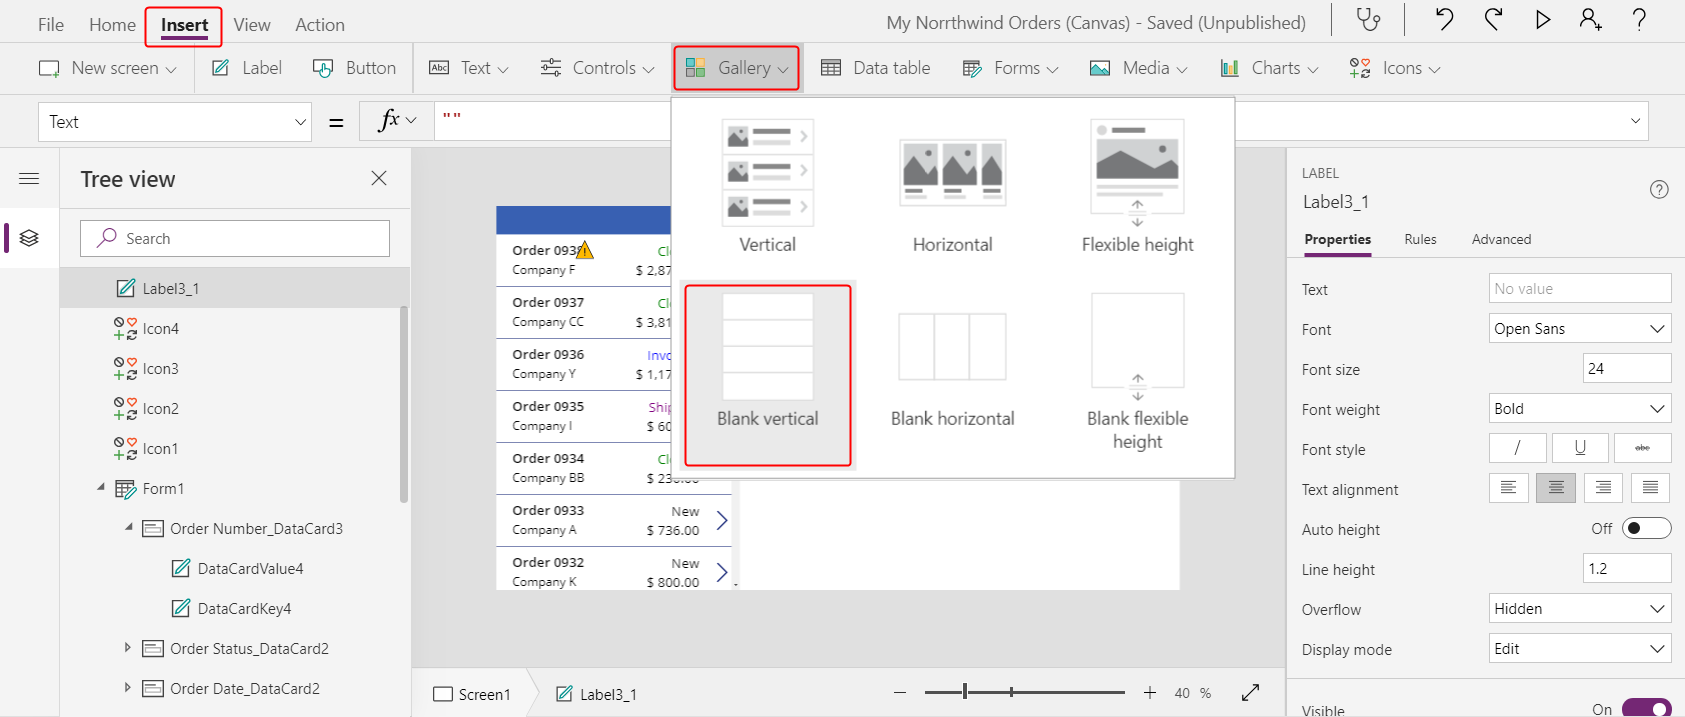 File Home Insert View Action My Norrthwind Orders (Canvas) - Saved (Unpublished) ?
New screen Label Button Abc Text Controls Gallery Data table Forms Media Charts Icons
Text = fx ""
Tree view
Search
Label3_1
Icon4
Icon3
Icon2
Icon1
Form1
Order Number_DataCard3
DataCardValue4
DataCardKey4
Order Status_DataCard2
Order Date_DataCard2
Order 0938 Cl
Company F $ 2,87
Order 0937 Cl
Company CC $ 3,81
Order 0936 Invo
Company Y $ 1,17
Order 0935 Ship
Company I $ 60
Order 0934 Cl
Company BB $ 230.00
Order 0933 New
Company A $ 736.00
Order 0932 New
Company K $ 800.00
Vertical Horizontal Flexible height
Blank vertical Blank horizontal Blank flexible
height
Screen1 Label3_1 40 %
LABEL
Label3_1
?
Properties Rules Advanced
Text No value
Font Open Sans
Font size 24
Font weight Bold
Font style / U abc
Text alignment
Auto height Off
Line height 1.2
Overflow Hidden
Display mode Edit
Visible On